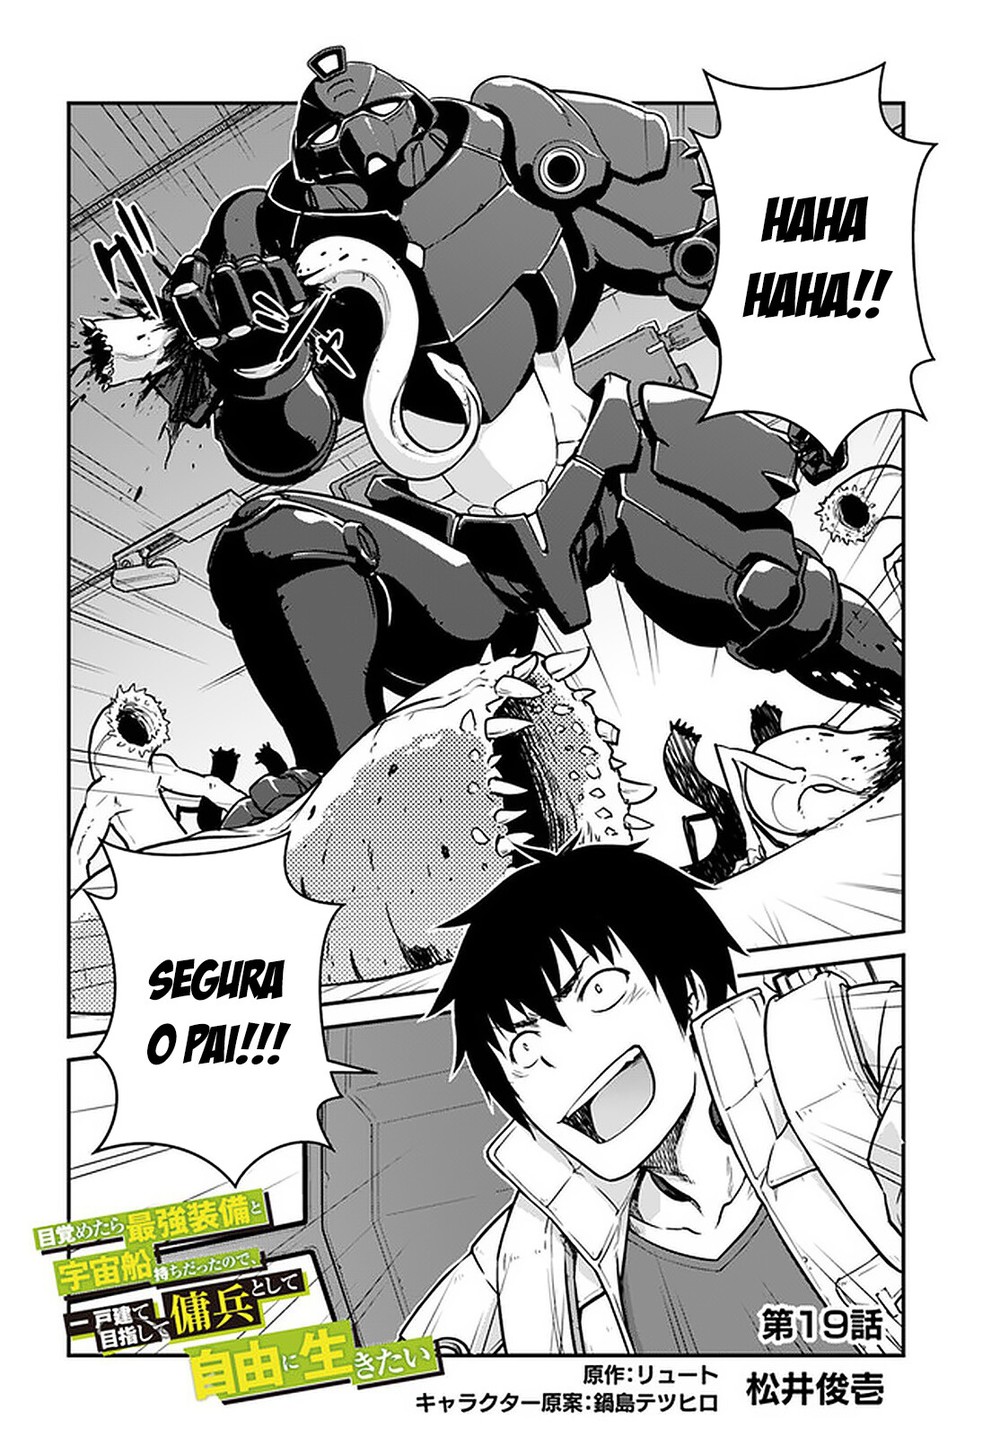 HAHA
HAHA!!
グッ
SEGURA
O PAI!!!
目覚めたら最強装備と
宇宙船持ちだったので、
一戸建て
目指して傭兵として
自由に生きたい
第19話
原作:リュート
キャラクター原案:鍋島テツヒロ
松井俊壱